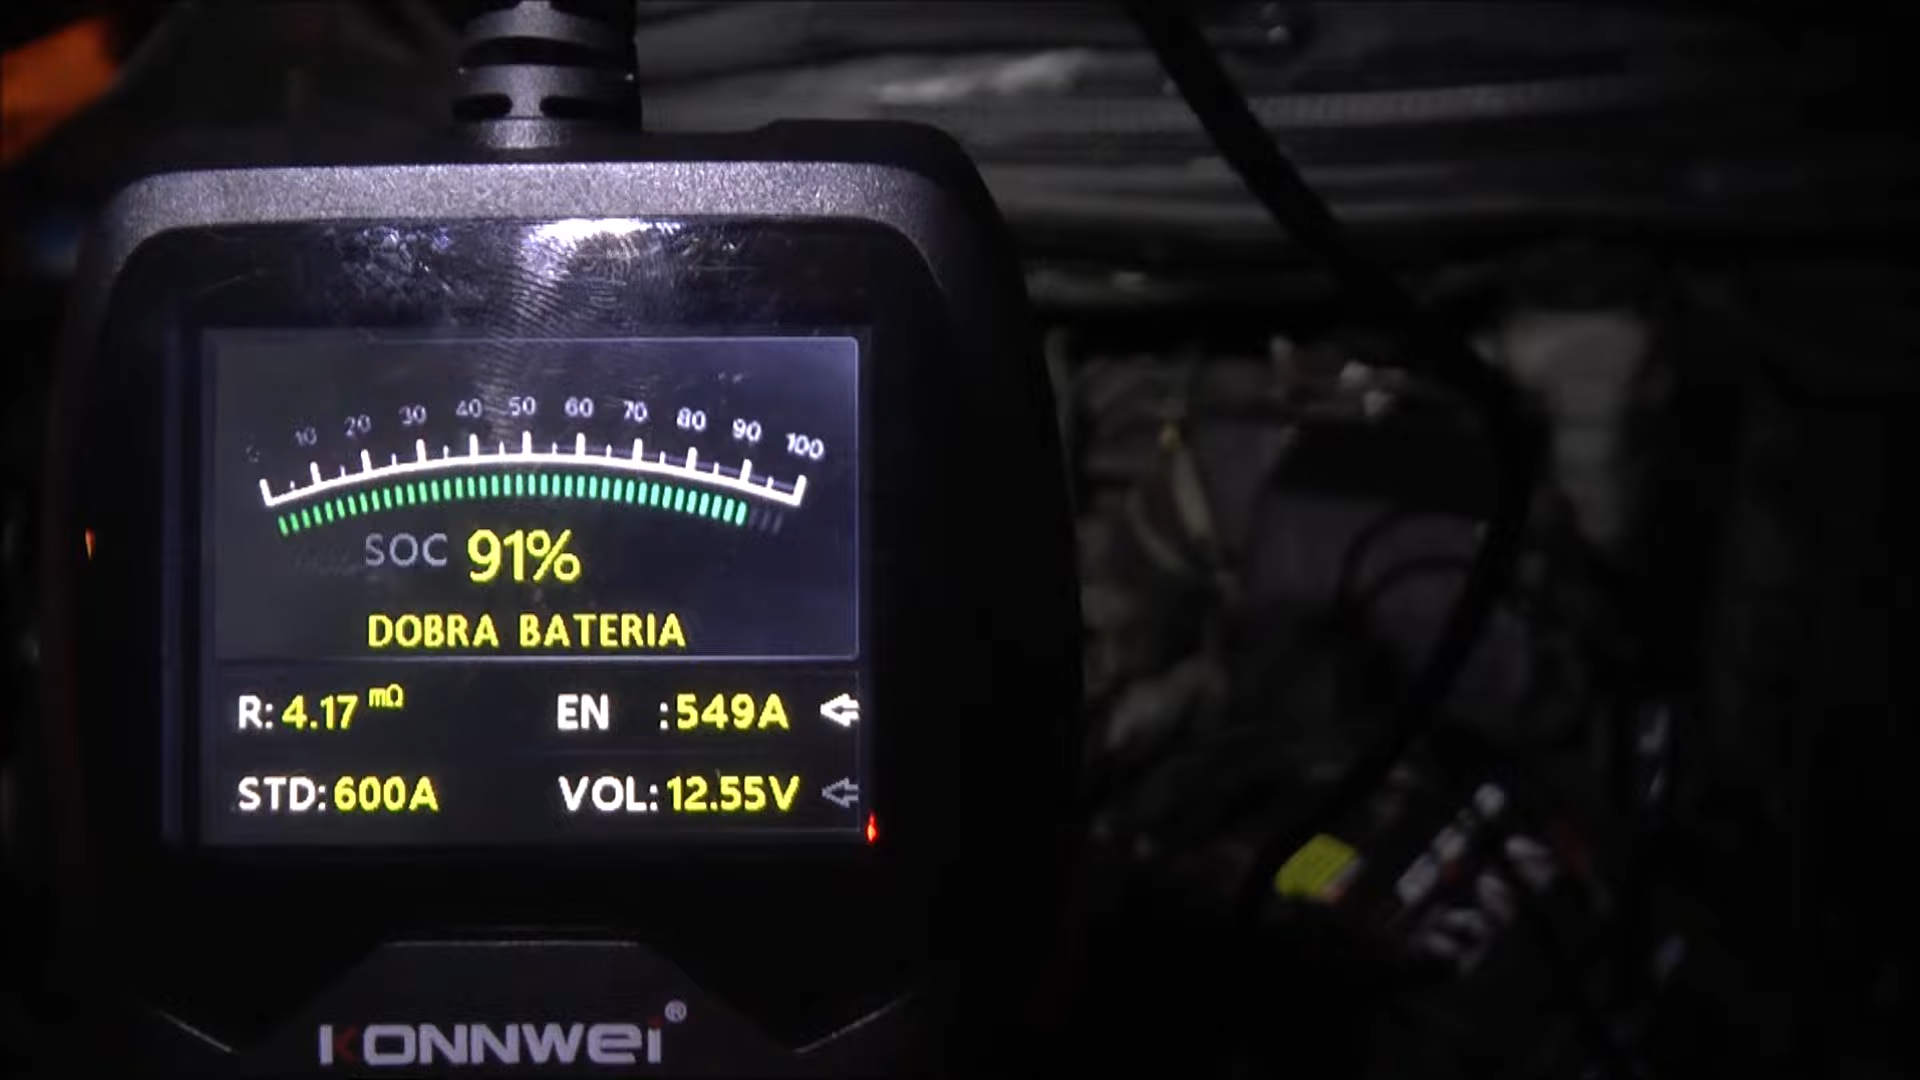 0 10 20 30 40 50 60 70 80 90 100
SOC 91%
DOBRA BATERIA
R: 4.17 mΩ EN : 549A
STD: 600A VOL: 12.55V
KONNWEI®